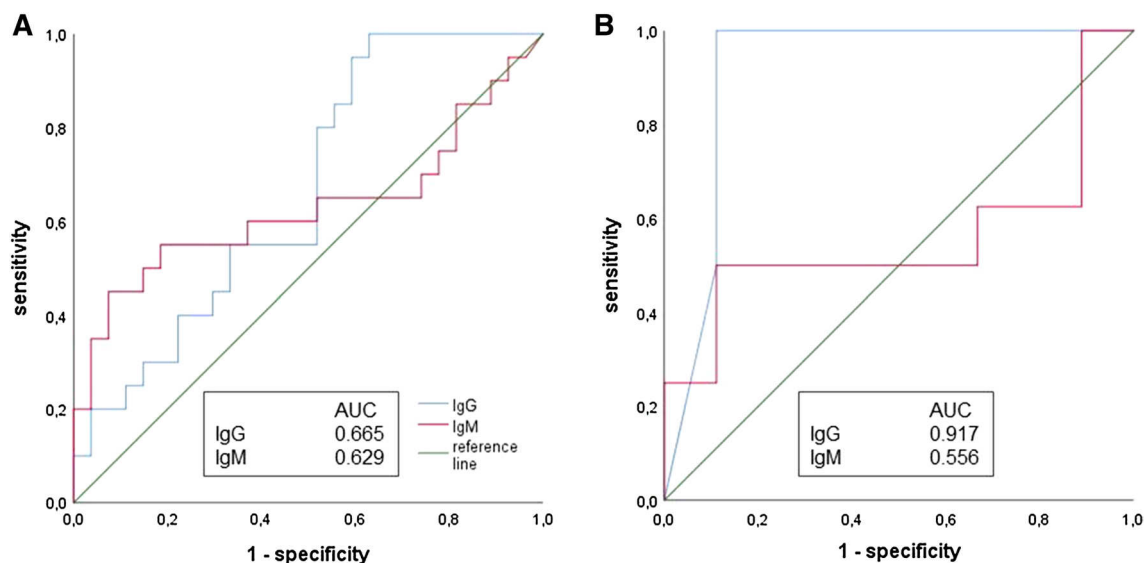 A
1,0
0,8
0,6
0,4
0,2
0,0
sensitivity
0,0 0,2 0,4 0,6 0,8 1,0
1 - specificity
AUC
IgG 0.665
IgM 0.629
IgG
IgM
reference
line
B
1,0
0,8
0,6
0,4
0,2
0,0
sensitivity
0,0 0,2 0,4 0,6 0,8 1,0
1 - specificity
AUC
IgG 0.917
IgM 0.556